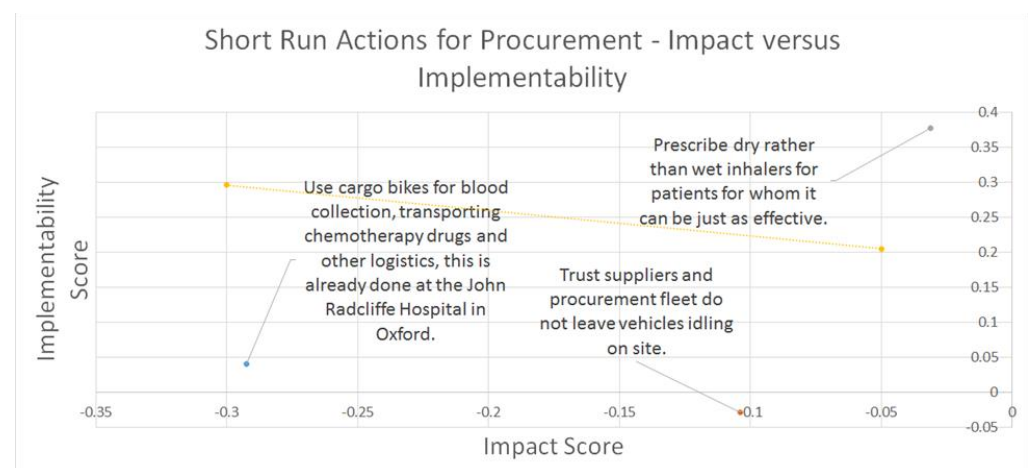 Short Run Actions for Procurement - Impact versus
Implementability
0.4
0.35
0.3
0.25
0.2
0.15
0.1
0.05
0
-0.05
Prescribe dry rather
than wet inhalers for
patients for whom it
can be just as effective.
Use cargo bikes for blood
collection, transporting
chemotherapy drugs and
other logistics, this is
already done at the John
Radcliffe Hospital in
Oxford.
Trust suppliers and
procurement fleet do
not leave vehicles idling
on site.
Implementability
Score
-0.35 -0.3 -0.25 -0.2 -0.15 -0.1 -0.05 0
Impact Score